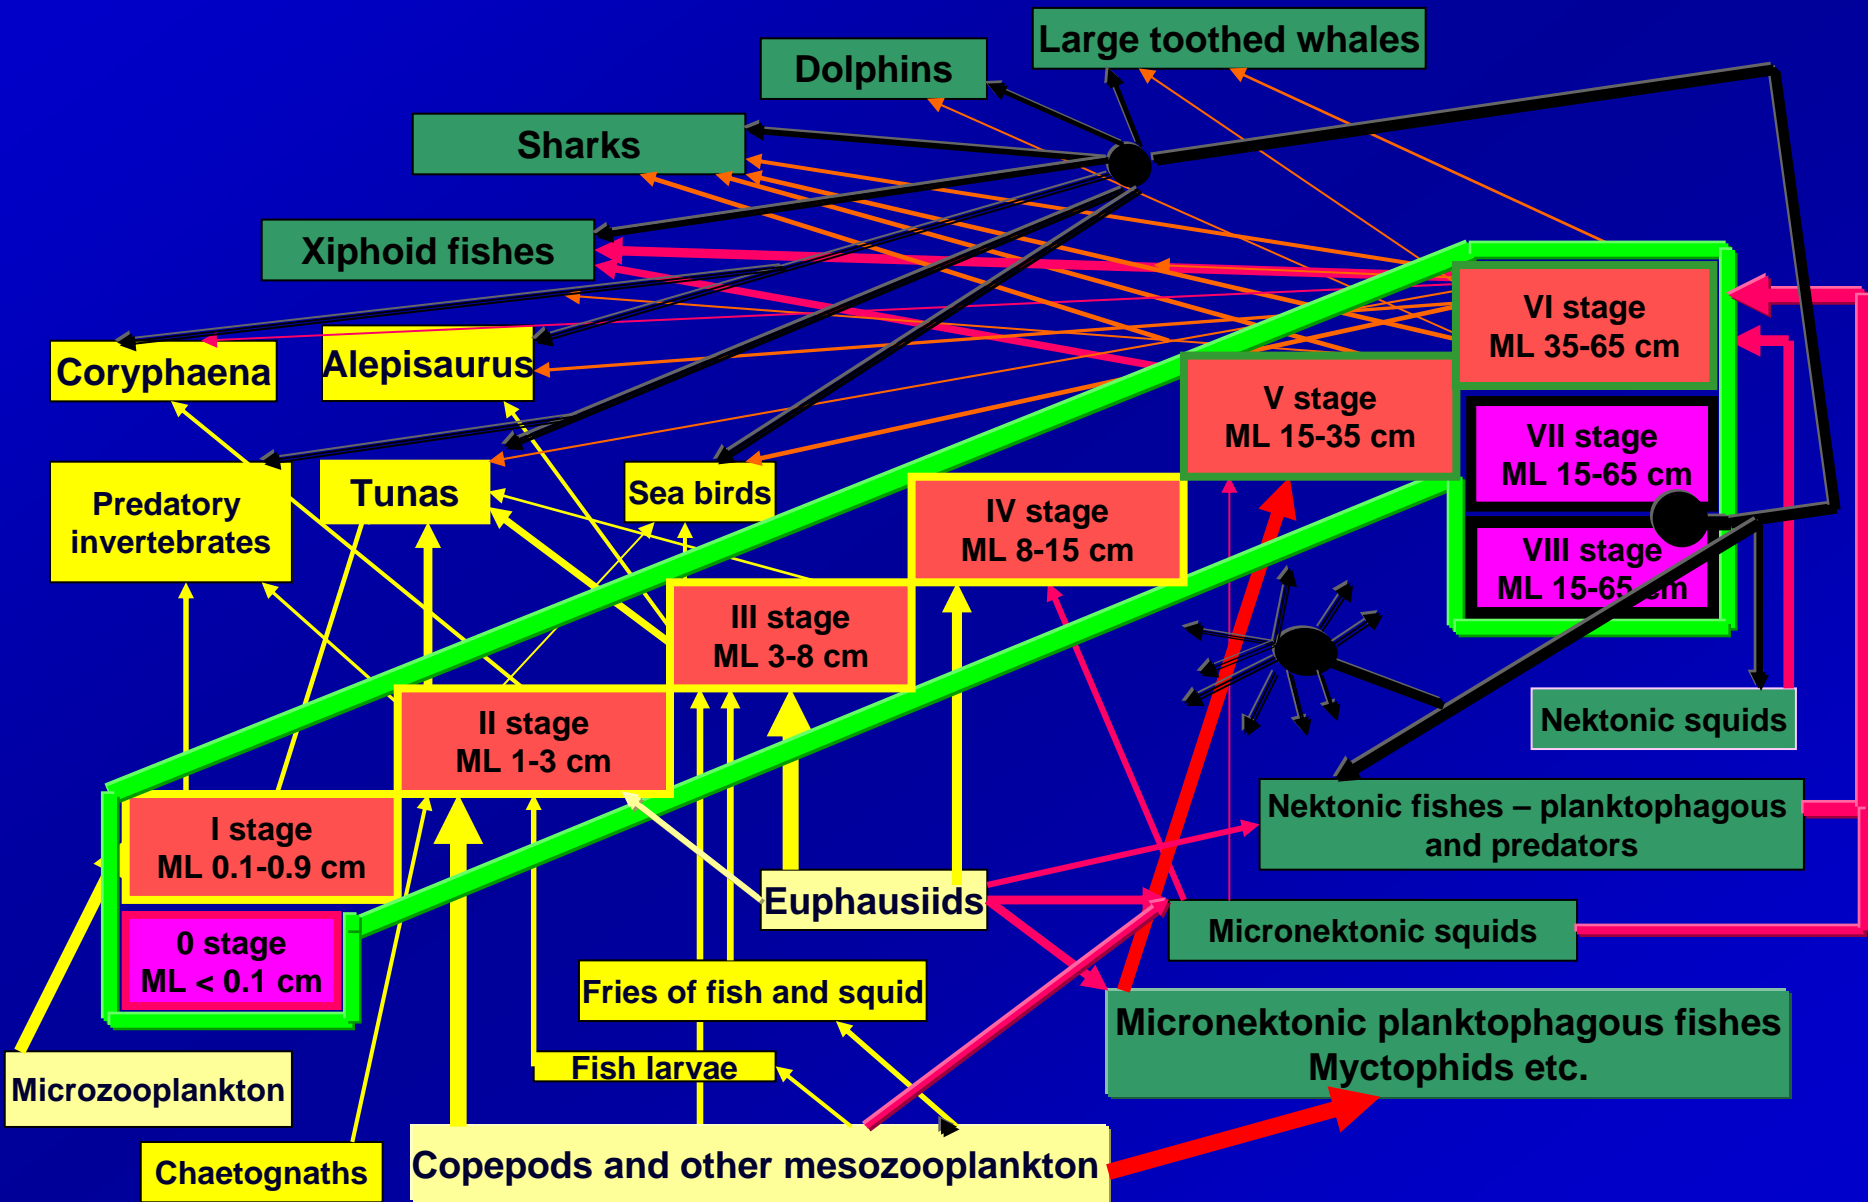 Large toothed whales
Dolphins
Sharks
Xiphoid fishes
VI stage
ML 35-65 cm
Coryphaena
Alepisaurus
V stage
ML 15-35 cm
VII stage
ML 15-65 cm
Predatory
invertebrates
Tunas
Sea birds
IV stage
ML 8-15 cm
VIII stage
ML 15-65 cm
III stage
ML 3-8 cm
II stage
ML 1-3 cm
Nektonic squids
I stage
ML 0.1-0.9 cm
Nektonic fishes – planktophagous
and predators
Euphausiids
Micronektonic squids
0 stage
ML < 0.1 cm
Fries of fish and squid
Micronektonic planktophagous fishes
Myctophids etc.
Fish larvae
Microzooplankton
Chaetognaths
Copepods and other mesozooplankton